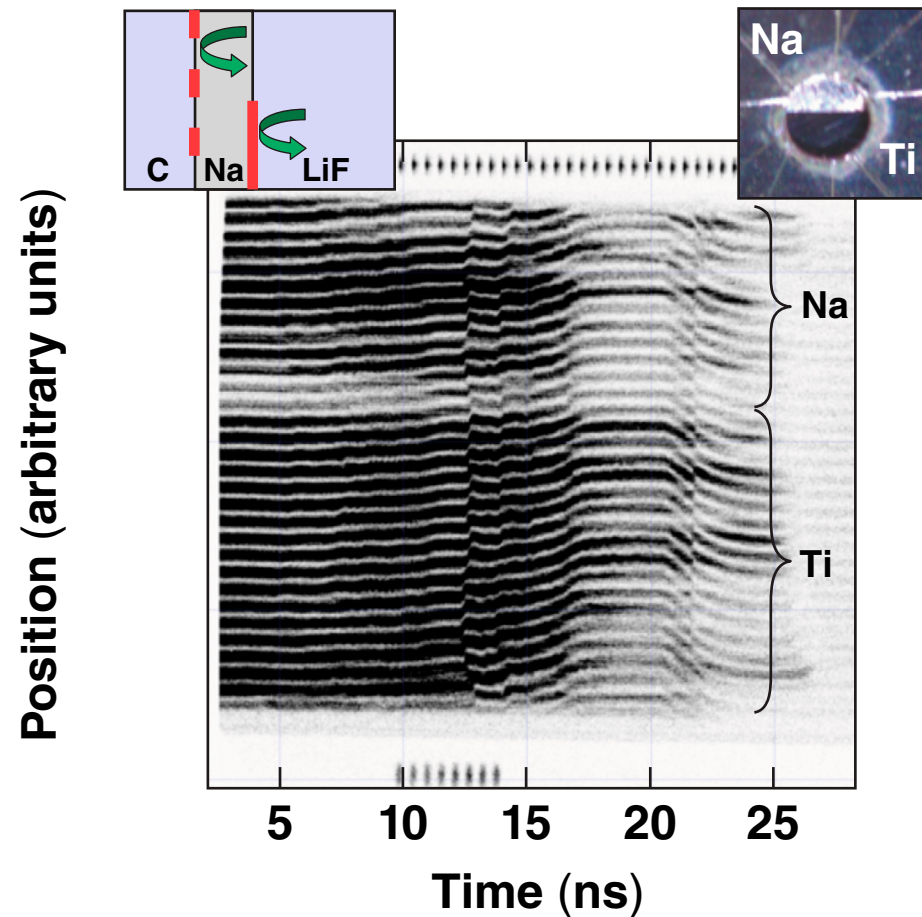 C Na LiF
Na
Ti
Na
Ti
Position (arbitrary units)
5 10 15 20 25
Time (ns)